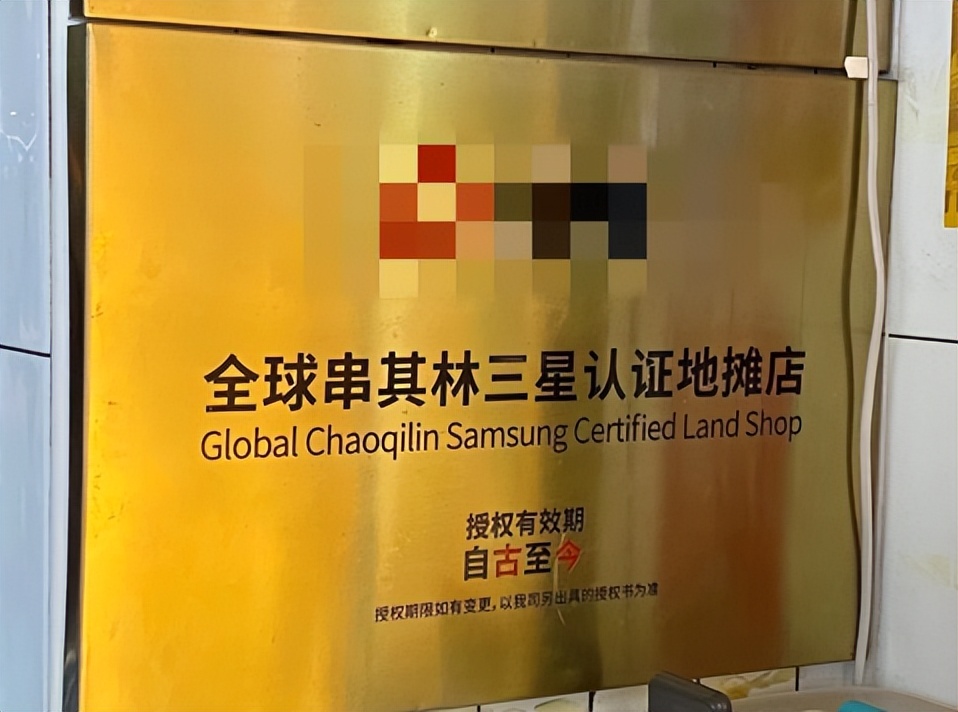 全球串其林三星认证地摊店
Global Chaoqilin Samsung Certified Land Shop
授权有效期
自古至今
授权期限如有变更，以我司另出具的授权书为准